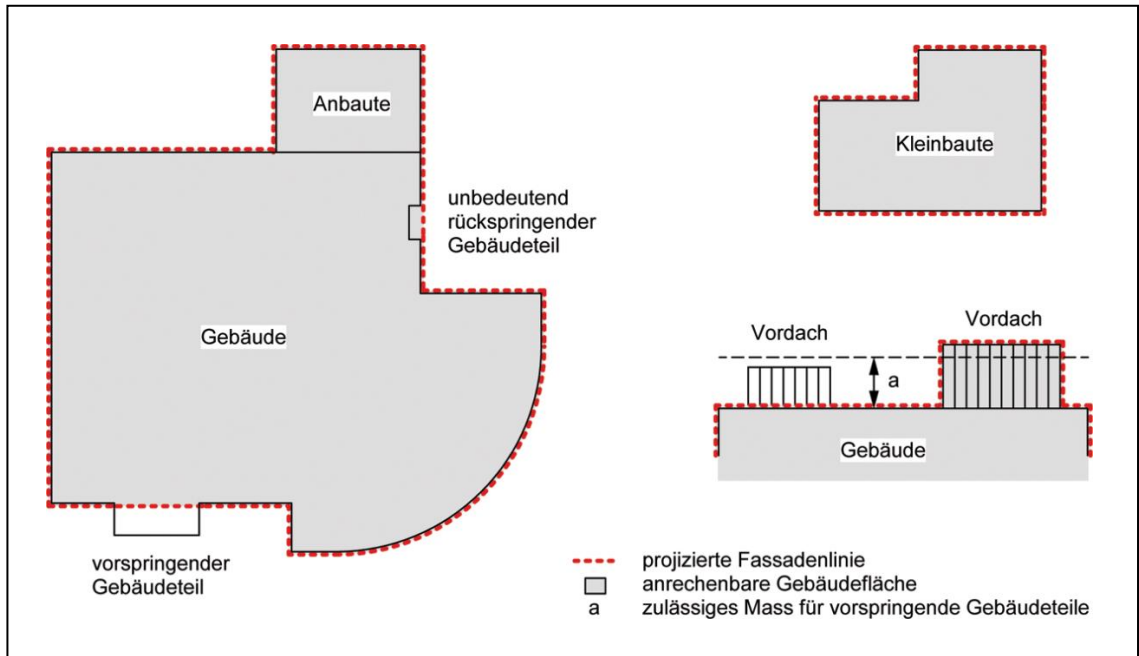 Anbaute
unbedeutend
rückspringender
Gebäudeteil
Gebäude
vorspringender
Gebäudeteil
Kleinbaute
Vordach
Vordach
a
Gebäude
projizierte Fassadenlinie
anrechenbare Gebäudefläche
a zulässiges Mass für vorspringende Gebäudeteile